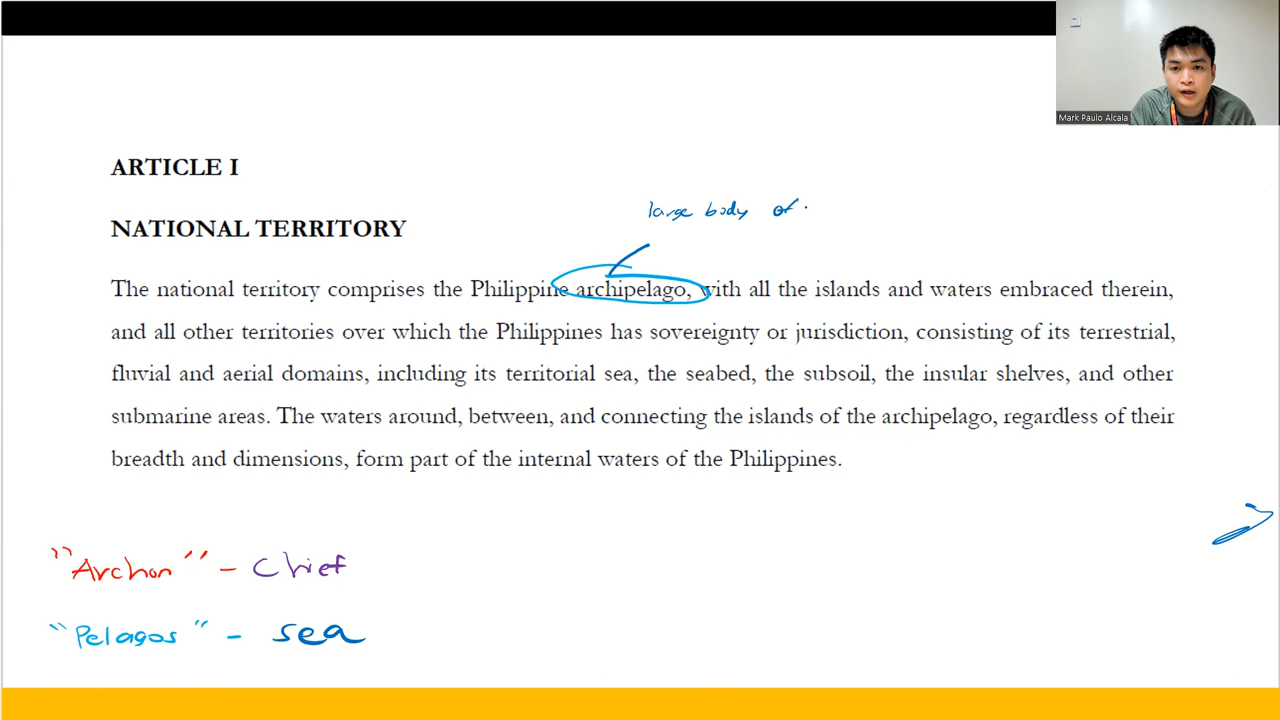 Mark Paulo Alcala
ARTICLE I
large body of
NATIONAL TERRITORY
The national territory comprises the Philippine archipelago, with all the islands and waters embraced therein,
and all other territories over which the Philippines has sovereignty or jurisdiction, consisting of its terrestrial,
fluvial and aerial domains, including its territorial sea, the seabed, the subsoil, the insular shelves, and other
submarine areas. The waters around, between, and connecting the islands of the archipelago, regardless of their
breadth and dimensions, form part of the internal waters of the Philippines.
"Archon" - Chief
"Pelagos" - sea